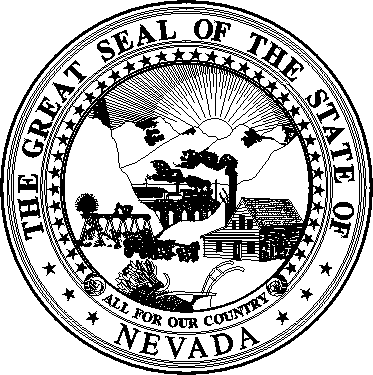 THE GREAT SEAL OF THE STATE OF
NEVADA
ALL FOR OUR COUNTRY